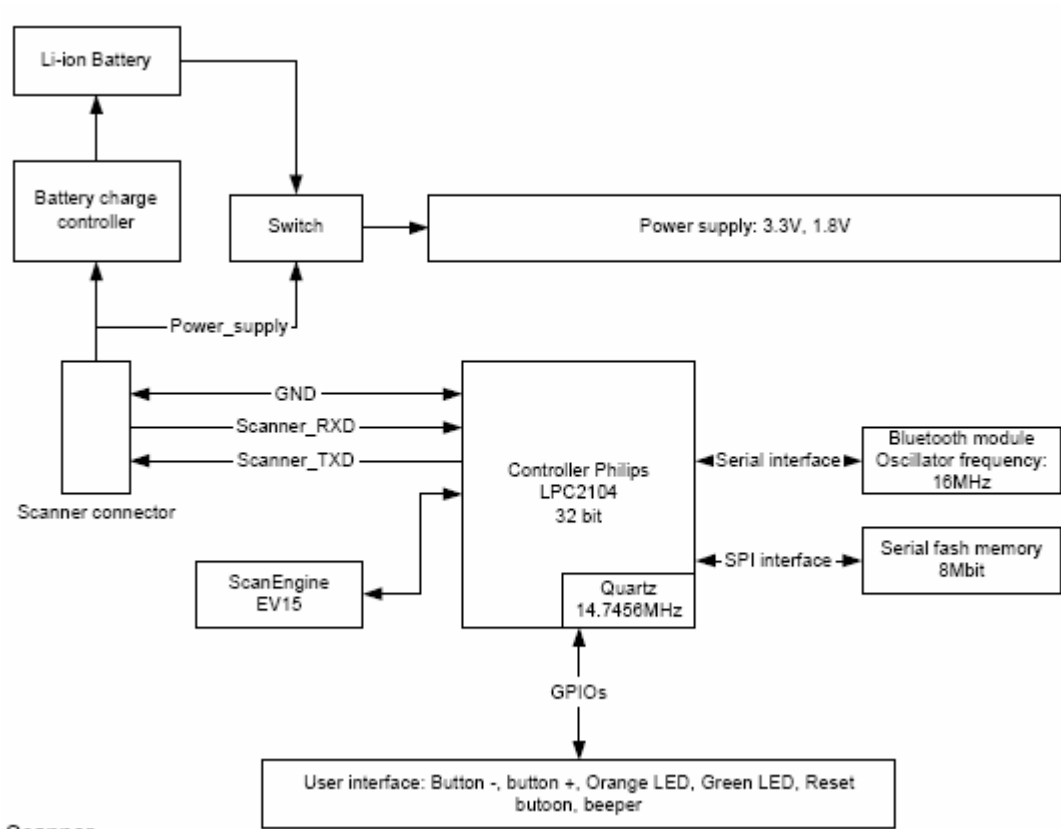 Li-ion Battery
Battery charge
controller
Switch
Power supply: 3.3V, 1.8V
Power_supply
GND
Scanner_RXD
Scanner_TXD
Scanner connector
Controller Philips
LPC2104
32 bit
Quartz
14.7456MHz
Serial interface
Bluetooth module
Oscillator frequency:
16MHz
SPI interface
Serial fash memory
8Mbit
ScanEngine
EV15
GPIOs
User interface: Button -, button +, Orange LED, Green LED, Reset
butoon, beeper
Scanner